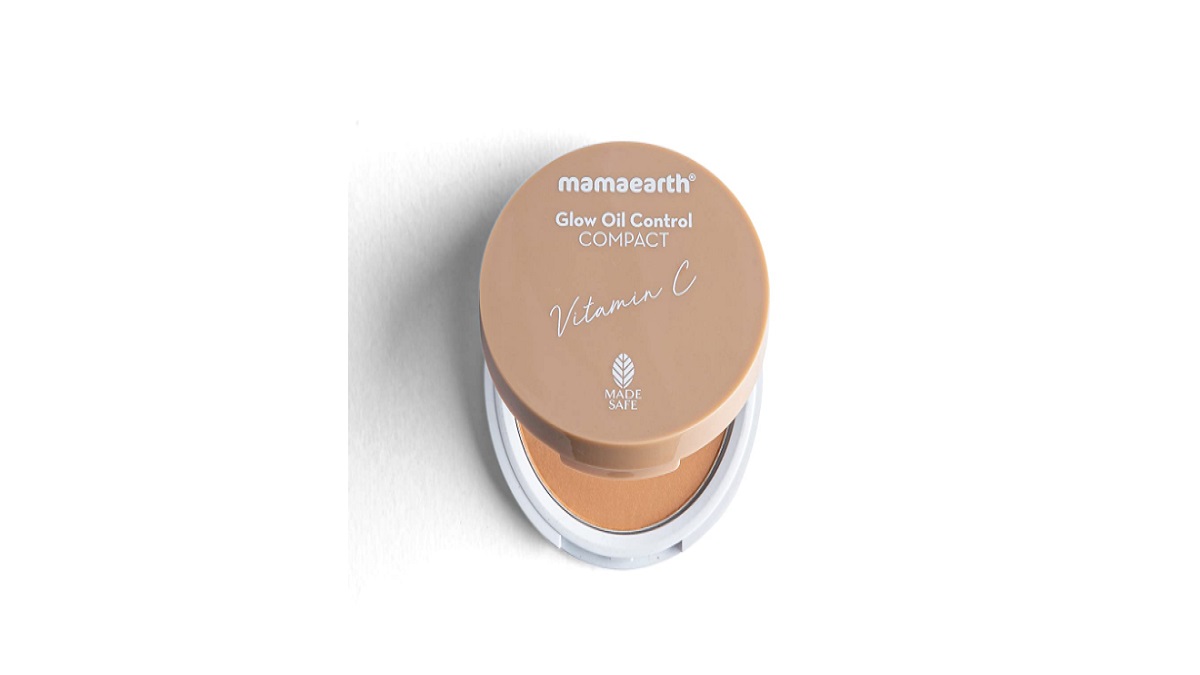 mamaearth®
Glow Oil Control
COMPACT
Vitamin C
MADE
SAFE